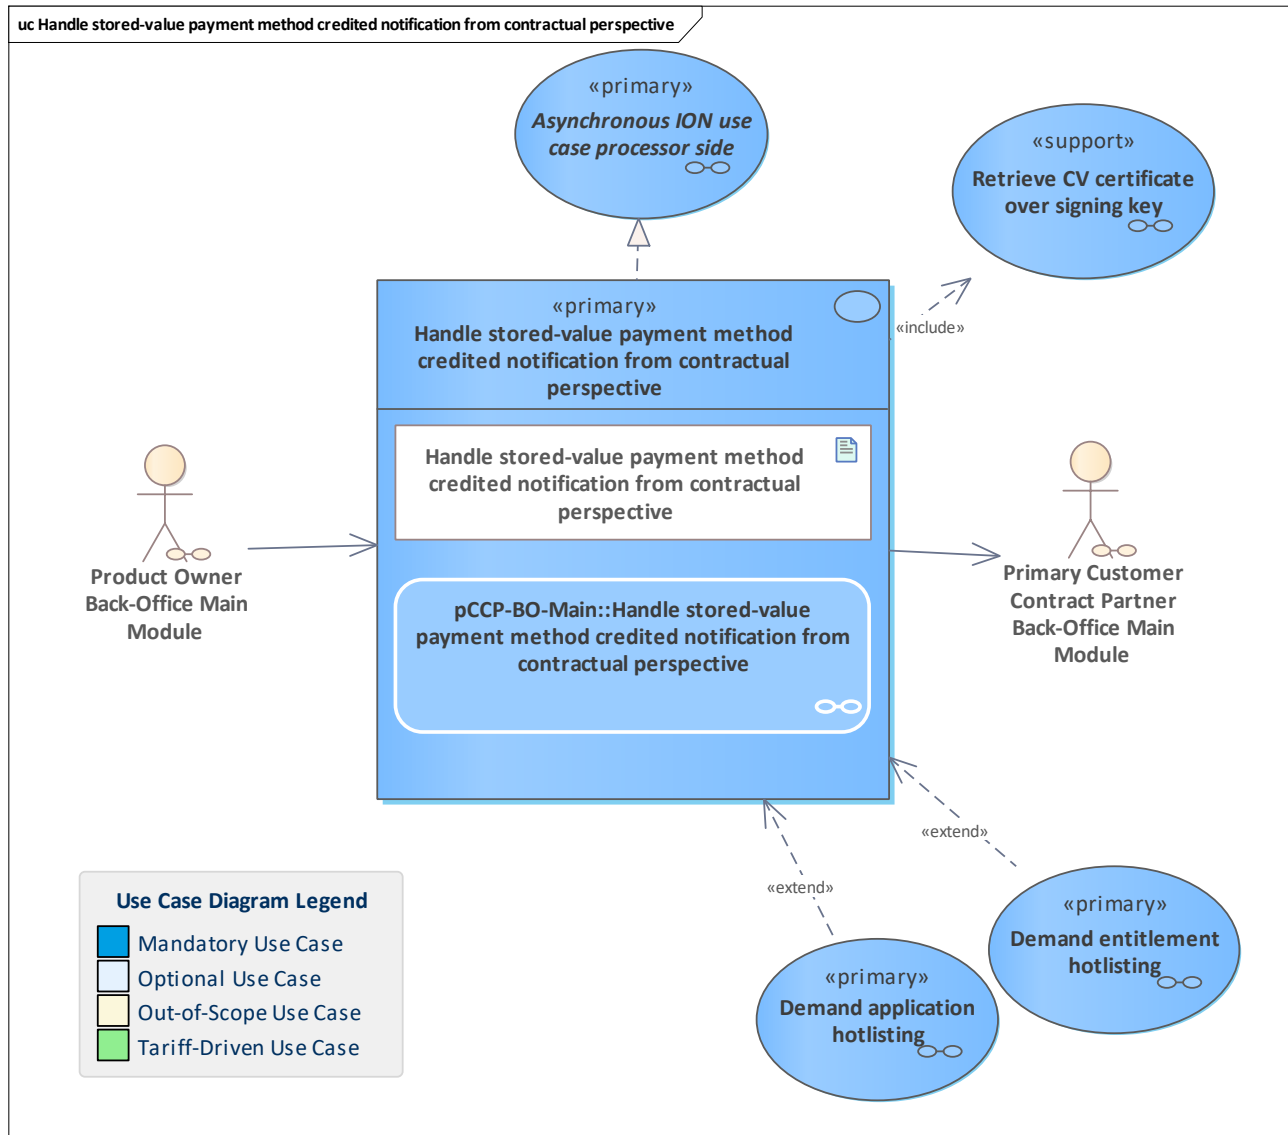 uc Handle stored-value payment method credited notification from contractual perspective
«primary»
Asynchronous ION use
case processor side
«support»
Retrieve CV certificate
over signing key
«include»
«primary»
Handle stored-value payment method
credited notification from contractual
perspective
Handle stored-value payment method
credited notification from contractual
perspective
pCCP-BO-Main::Handle stored-value
payment method credited notification from
contractual perspective
Product Owner
Back-Office Main
Module
Primary Customer
Contract Partner
Back-Office Main
Module
«extend»
«extend»
«primary»
Demand entitlement
hotlisting
«primary»
Demand application
hotlisting
Use Case Diagram Legend
Mandatory Use Case
Optional Use Case
Out-of-Scope Use Case
Tariff-Driven Use Case